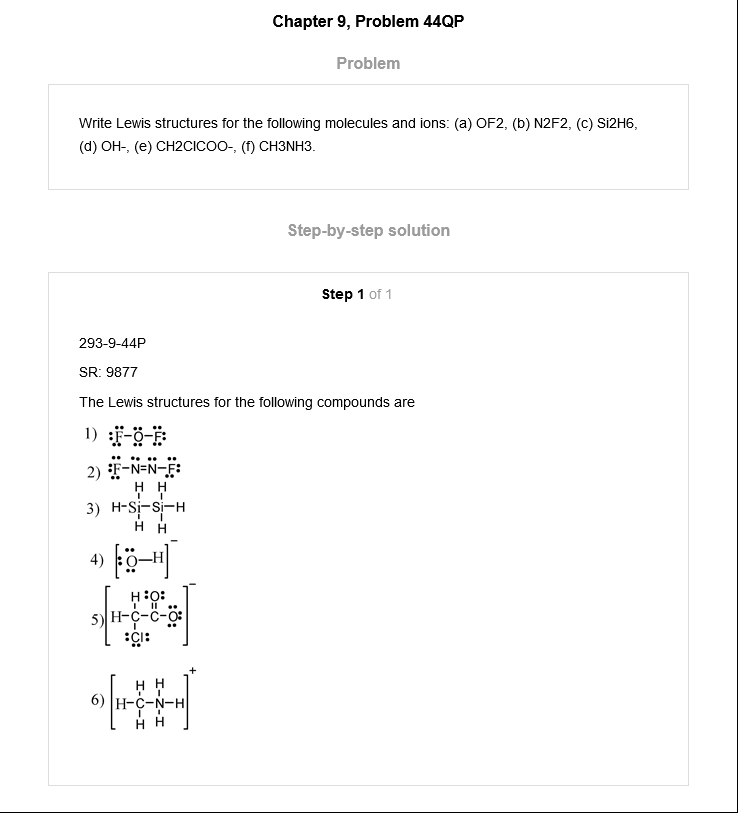 Chapter 9, Problem 44QP
Problem
Write Lewis structures for the following molecules and ions: (a) OF2, (b) N2F2, (c) Si2H6,
(d) OH-, (e) CH2ClCOO-, (f) CH3NH3.
Step-by-step solution
Step 1 of 1
293-9-44P
SR: 9877
The Lewis structures for the following compounds are
1) :F-O-F:
2) :F-N=N-F:
H H
3) H-Si-Si-H
H H
4) [:O—H]-
H :O:
5) [H-C-C-O:]-
:Cl:
H H
6) [H-C-N-H]+
H H